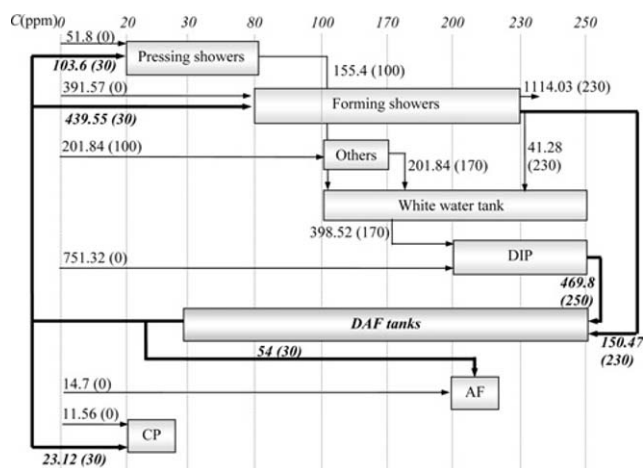 C(ppm) 0 20 30 80 100 170 200 230 250
51.8 (0)
Pressing showers
103.6 (30)
155.4 (100)
391.57 (0)
1114.03 (230)
Forming showers
439.55 (30)
201.84 (100)
Others
201.84 (170)
41.28
(230)
White water tank
398.52 (170)
751.32 (0)
DIP
469.8
(250)
DAF tanks
150.47
(230)
54 (30)
14.7 (0)
AF
11.56 (0)
CP
23.12 (30)